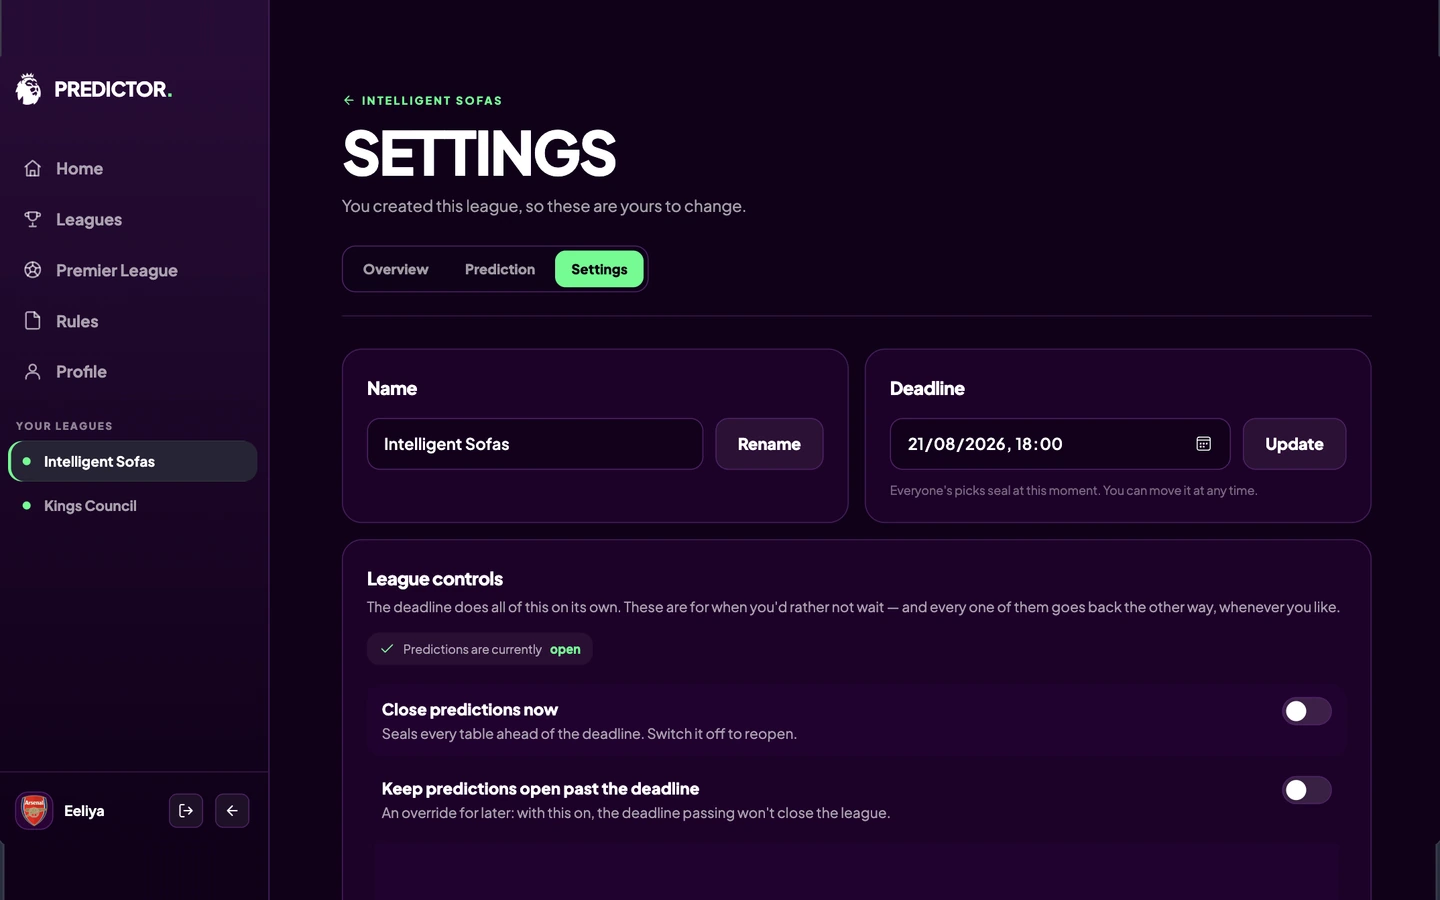 PREDICTOR.
Home
Leagues
Premier League
Rules
Profile
YOUR LEAGUES
Intelligent Sofas
Kings Council
Arsenal
Eeliya
← INTELLIGENT SOFAS
SETTINGS
You created this league, so these are yours to change.
Overview Prediction Settings
Name
Intelligent Sofas Rename
Deadline
21/08/2026, 18:00 Update
Everyone's picks seal at this moment. You can move it at any time.
League controls
The deadline does all of this on its own. These are for when you'd rather not wait — and every one of them goes back the other way, whenever you like.
Predictions are currently open
Close predictions now
Seals every table ahead of the deadline. Switch it off to reopen.
Keep predictions open past the deadline
An override for later: with this on, the deadline passing won't close the league.